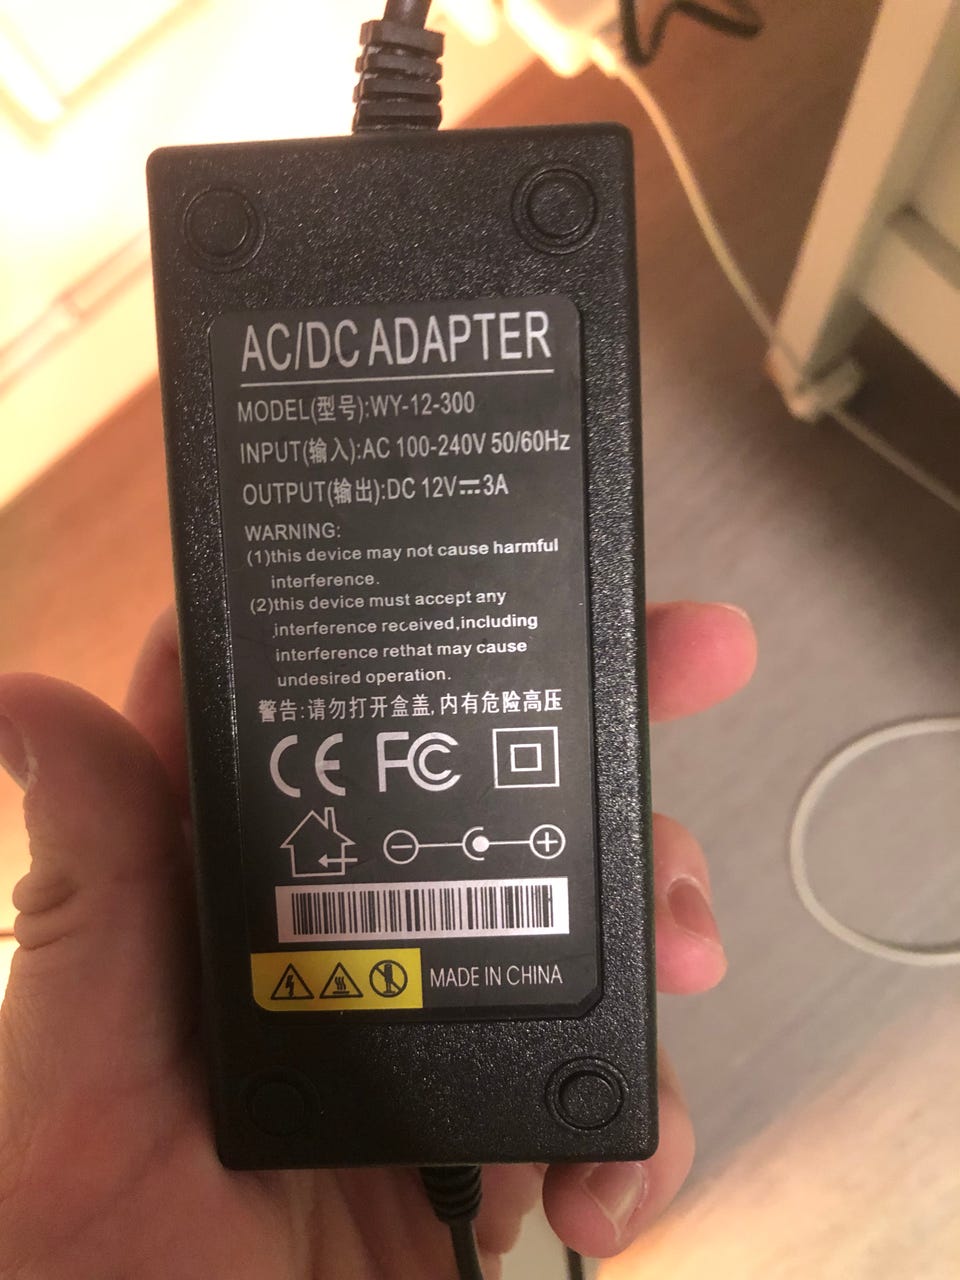 AC/DC ADAPTER
MODEL(型号):WY-12-300
INPUT(输入):AC 100-240V 50/60Hz
OUTPUT(输出):DC 12V⎓3A
WARNING:
(1)this device may not cause harmful
interference.
(2)this device must accept any
interference received,including
interference rethat may cause
undesired operation.
警告:请勿打开盒盖,内有危险高压
CE FC
MADE IN CHINA